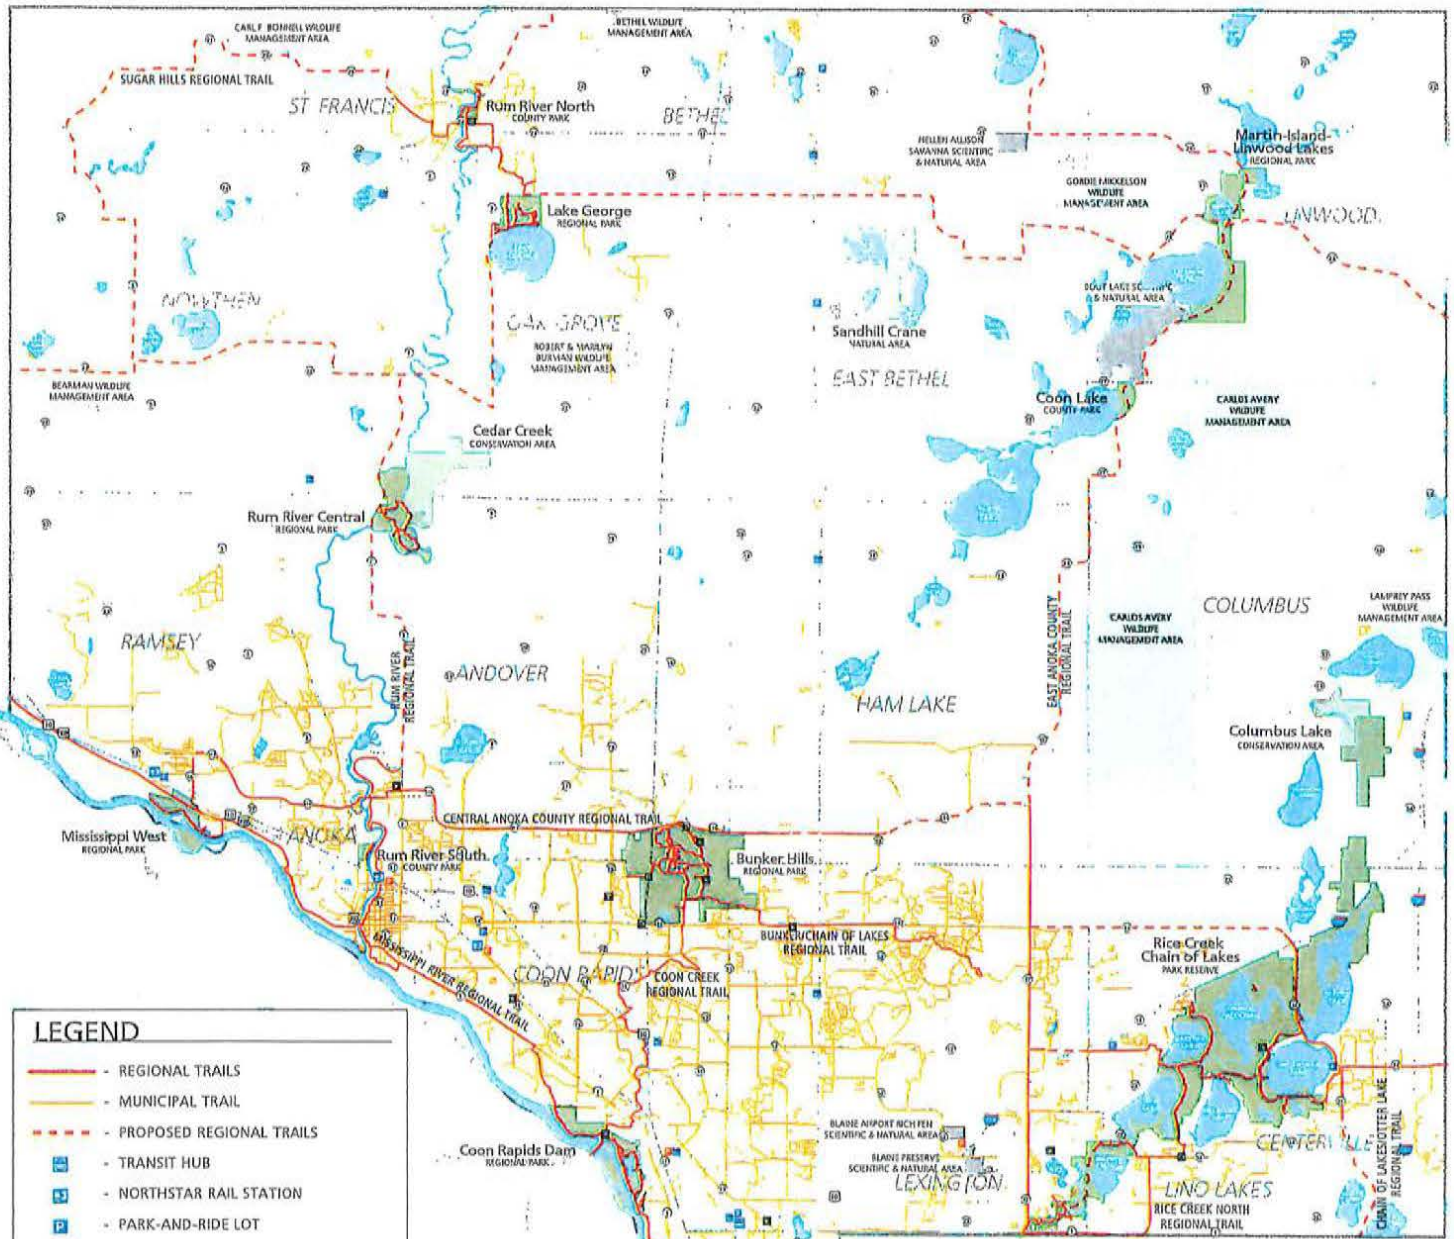 CARL F. BONNELL WILDLIFE
MANAGEMENT AREA
BETHEL WILDLIFE
MANAGEMENT AREA
SUGAR HILLS REGIONAL TRAIL
ST FRANCIS
Rum River North
COUNTY PARK
BETHEL
HELLEN ALLISON
SAVANNA SCIENTIFIC
& NATURAL AREA
Martin-Island-
Linwood Lakes
REGIONAL PARK
GORDIE MIKKELSON
WILDLIFE
MANAGEMENT AREA
LINWOOD
Lake George
REGIONAL PARK
NOWTHEN
OAK GROVE
& NATURAL AREA
Sandhill Crane
NATURAL AREA
ROBERT & MARILYN
BURMAN WILDLIFE
MANAGEMENT AREA
EAST BETHEL
BEARMAN WILDLIFE
MANAGEMENT AREA
Coon Lake
COUNTY PARK
CARLOS AVERY
WILDLIFE
MANAGEMENT AREA
Cedar Creek
CONSERVATION AREA
Rum River Central
REGIONAL PARK
RAMSEY
RUM RIVER
REGIONAL TRAIL
ANDOVER
EAST ANOKA COUNTY
REGIONAL TRAIL
CARLOS AVERY
WILDLIFE
MANAGEMENT AREA
COLUMBUS
LAMPREY PASS
WILDLIFE
MANAGEMENT AREA
HAM LAKE
Columbus Lake
CONSERVATION AREA
CENTRAL ANOKA COUNTY REGIONAL TRAIL
Mississippi West
REGIONAL PARK
ANOKA
Rum River South
COUNTY PARK
Bunker Hills
REGIONAL PARK
BUNKER/CHAIN OF LAKES
REGIONAL TRAIL
Rice Creek
Chain of Lakes
PARK RESERVE
MISSISSIPPI RIVER REGIONAL TRAIL
COON RAPIDS
COON CREEK
REGIONAL TRAIL
LEGEND
- REGIONAL TRAILS
- MUNICIPAL TRAIL
- PROPOSED REGIONAL TRAILS
- TRANSIT HUB
- NORTHSTAR RAIL STATION
P - PARK-AND-RIDE LOT
Coon Rapids Dam
REGIONAL PARK
BLAINE AIRPORT RICH FEN
SCIENTIFIC & NATURAL AREA
BLAINE PRESERVE
SCIENTIFIC & NATURAL AREA
LEXINGTON
CENTERVILLE
CHAIN OF LAKES/OTTER LAKE
REGIONAL TRAIL
LINO LAKES
RICE CREEK NORTH
REGIONAL TRAIL